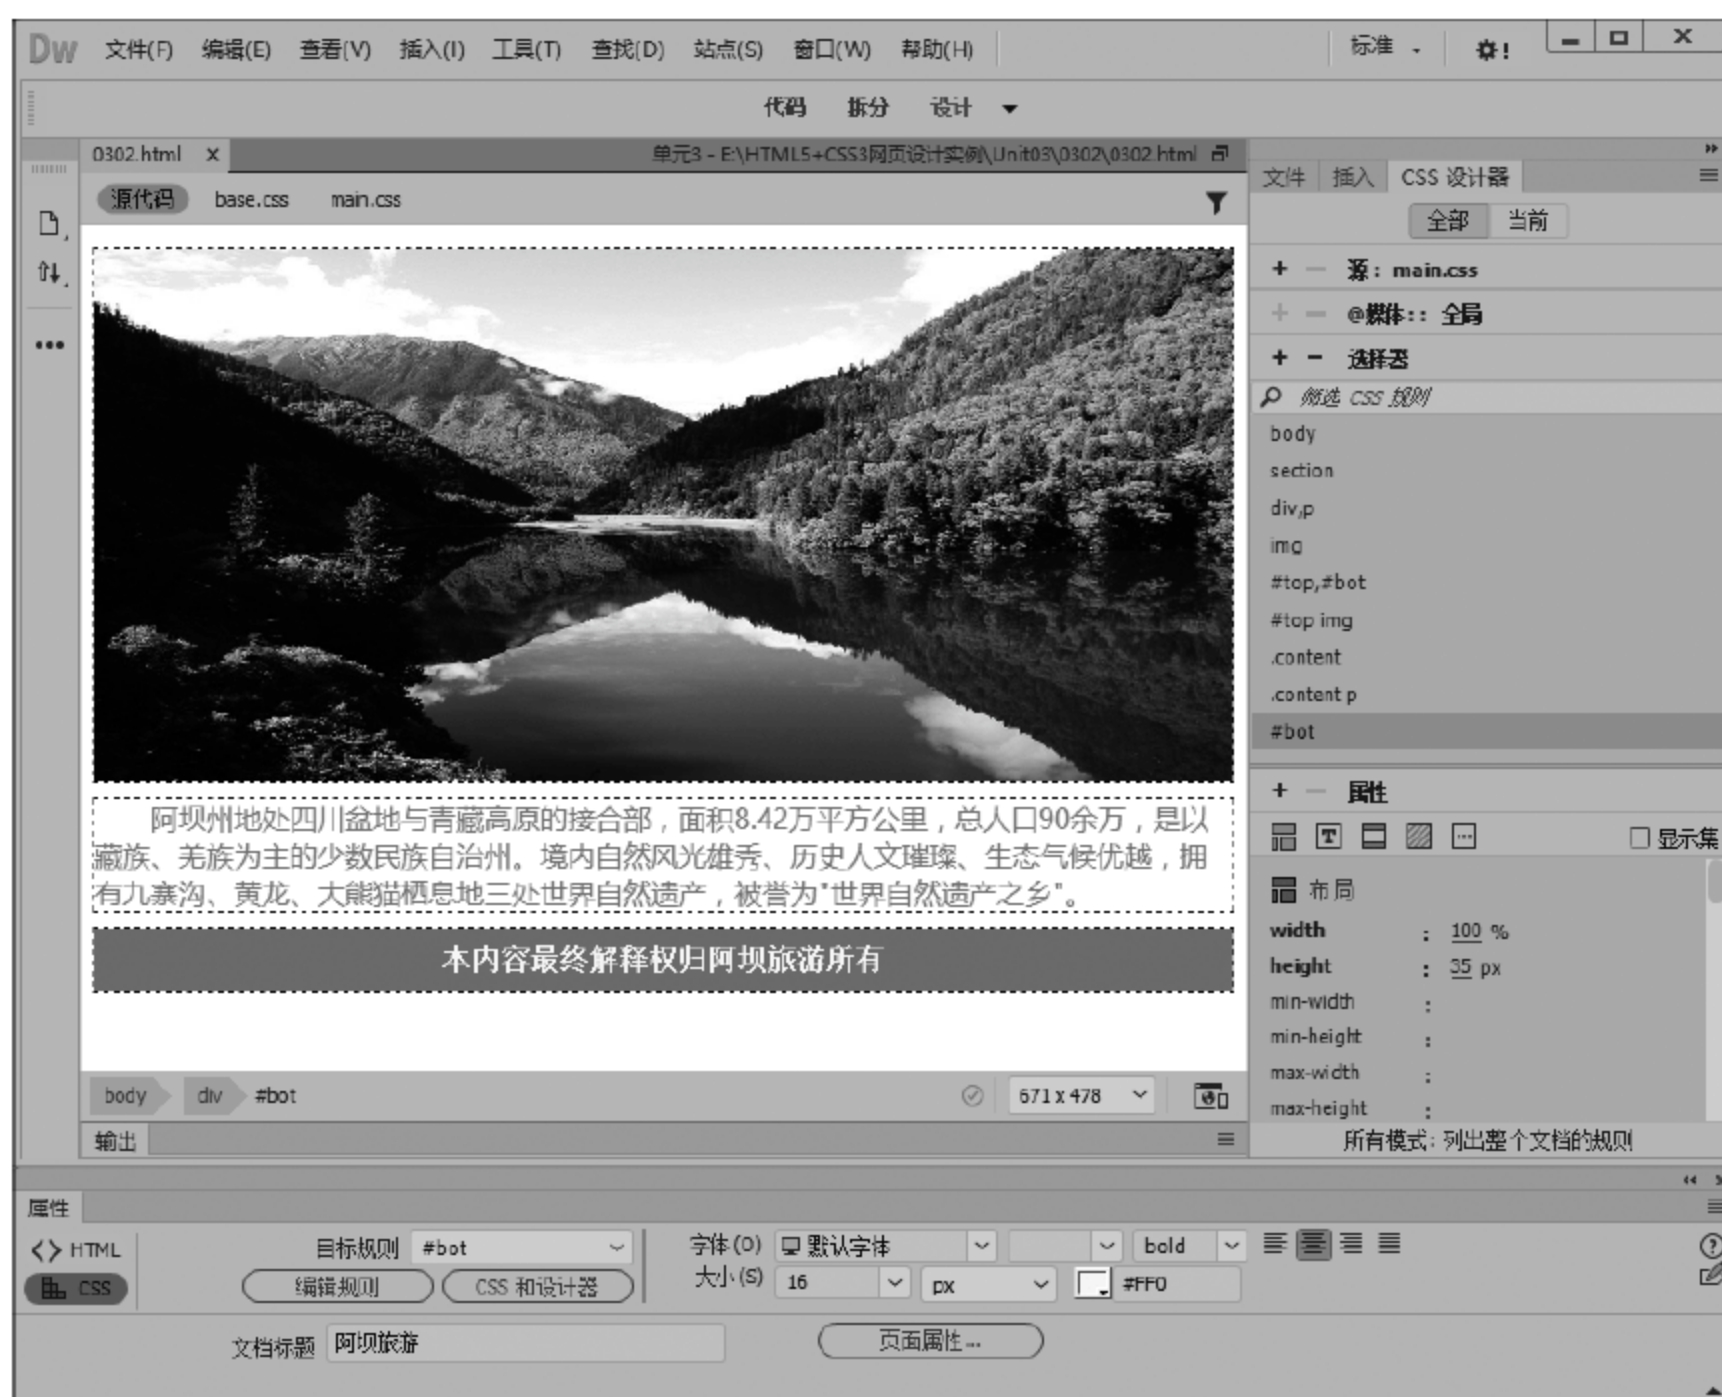 Dw 文件(F) 编辑(E) 查看(V) 插入(I) 工具(T) 查找(D) 站点(S) 窗口(W) 帮助(H) 标准
代码 拆分 设计
0302.html X 单元3 - E:\HTML5+CSS3网页设计实例\Unit03\0302\0302.html
源代码 base.css main.css
阿坝州地处四川盆地与青藏高原的接合部，面积8.42万平方公里，总人口90余万，是以
藏族、羌族为主的少数民族自治州。境内自然风光雄秀、历史人文璀璨、生态气候优越，拥
有九寨沟、黄龙、大熊猫栖息地三处世界自然遗产，被誉为"世界自然遗产之乡"。
本内容最终解释权归阿坝旅游所有
body div #bot 671 x 478
输出
文件 插入 CSS 设计器
全部 当前
+ − 源: main.css
+ − @媒体:: 全局
+ − 选择器
筛选 CSS 规则
body
section
div,p
img
#top,#bot
#top img
.content
.content p
#bot
+ − 属性
显示集
布局
width : 100 %
height : 35 px
min-width :
min-height :
max-width :
max-height :
所有模式: 列出整个文档的规则
属性
<> HTML 目标规则 #bot 字体(O) 默认字体 bold
CSS 编辑规则 CSS 和设计器 大小(S) 16 px #FF0
文档标题 阿坝旅游 页面属性...